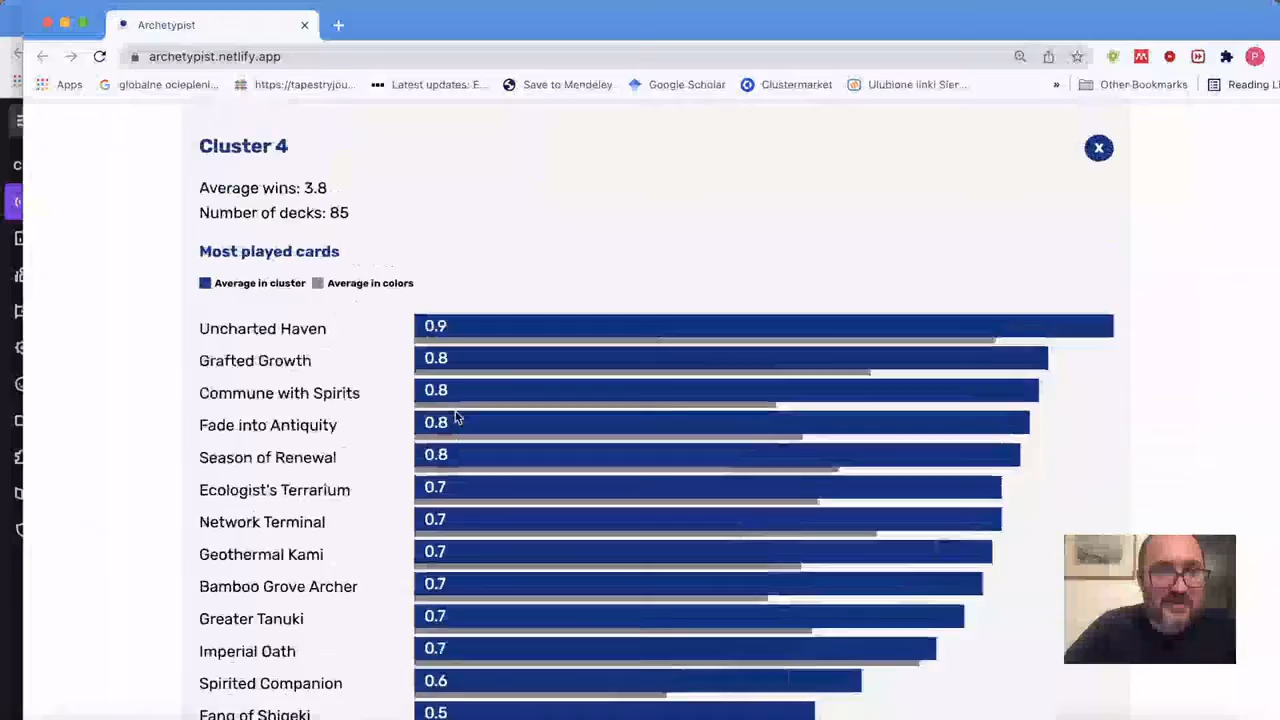 Archetypist
archetypist.netlify.app
Apps globalne ociepleni... https://tapestryjou... Latest updates: E... Save to Mendeley Google Scholar Clustermarket Ulubione linki Sier... » Other Bookmarks Reading Li
Cluster 4
X
Average wins: 3.8
Number of decks: 85
Most played cards
Average in cluster Average in colors
Uncharted Haven 0.9
Grafted Growth 0.8
Commune with Spirits 0.8
Fade into Antiquity 0.8
Season of Renewal 0.8
Ecologist's Terrarium 0.7
Network Terminal 0.7
Geothermal Kami 0.7
Bamboo Grove Archer 0.7
Greater Tanuki 0.7
Imperial Oath 0.7
Spirited Companion 0.6
Fang of Shigeki 0.5